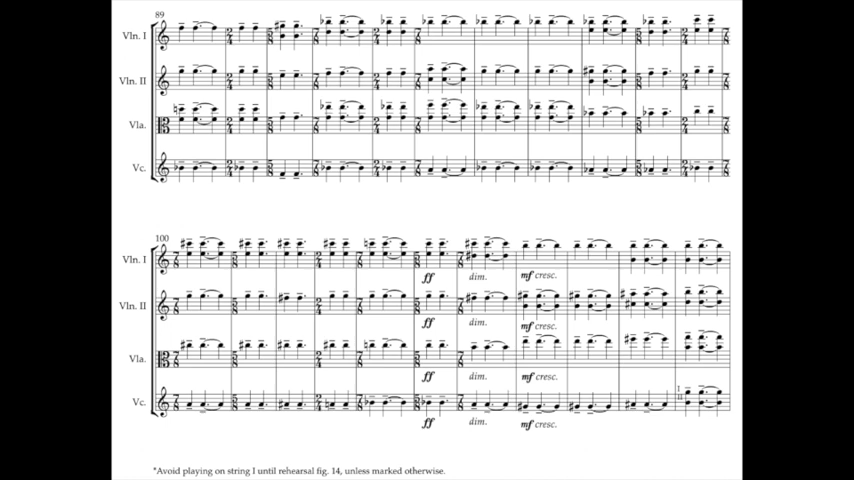 89
Vln. I
Vln. II
Vla.
Vc.
100
Vln. I
ff dim. mf cresc.
Vln. II
ff dim. mf cresc.
Vla.
ff dim. mf cresc.
I
II
Vc.
ff dim. mf cresc.
*Avoid playing on string I until rehearsal fig. 14, unless marked otherwise.